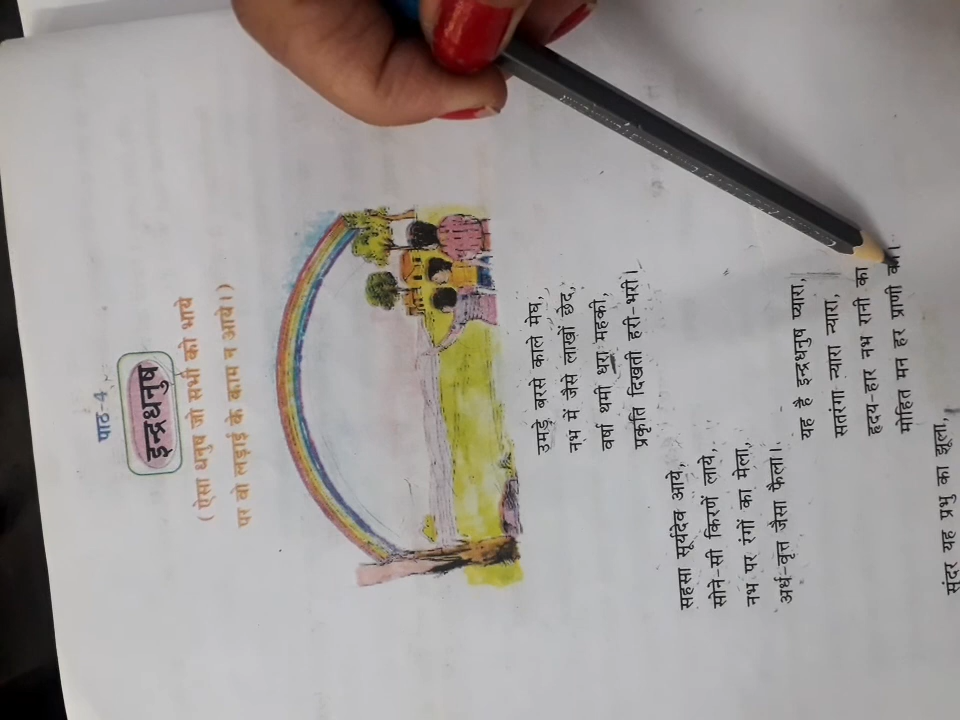 पाठ-4
इन्द्रधनुष
( ऐसा धनुष जो सभी को भाये
पर वो लड़ाई के काम न आये।)
उमड़े बरसे काले मेघ,
नभ में जैसे लाखों छेद,
वर्षा थमी धरा महकी,
प्रकृति दिखती हरी-भरी।
सहसा सूर्यदेव आये,
सोने-सी किरणें लाये,
नभ पर रंगों का मेला,
अर्ध-वृत्त जैसा फैला।
यह है इन्द्रधनुष प्यारा,
सतरंगा न्यारा न्यारा,
हृदय-हार नभ रानी का
मोहित मन हर प्राणी का।
सुंदर यह प्रभु का झूला,